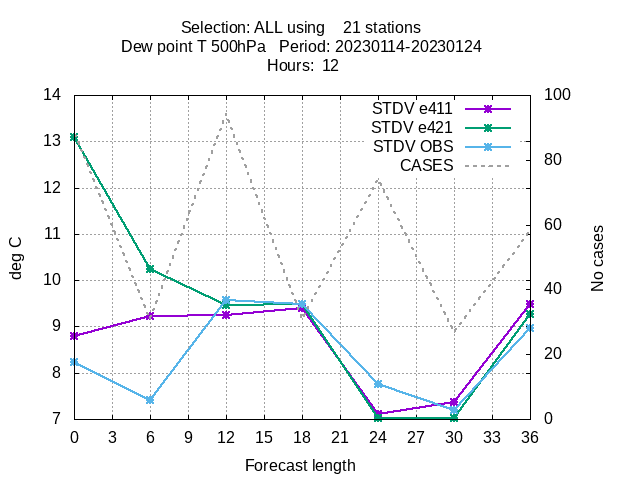 Selection: ALL using    21 stations
Dew point T 500hPa   Period: 20230114-20230124
Hours:  12
14
13
12
11
10
9
8
7
deg C
STDV e411
STDV e421
STDV OBS
CASES
100
80
60
40
20
0
No cases
0 3 6 9 12 15 18 21 24 27 30 33 36
Forecast length